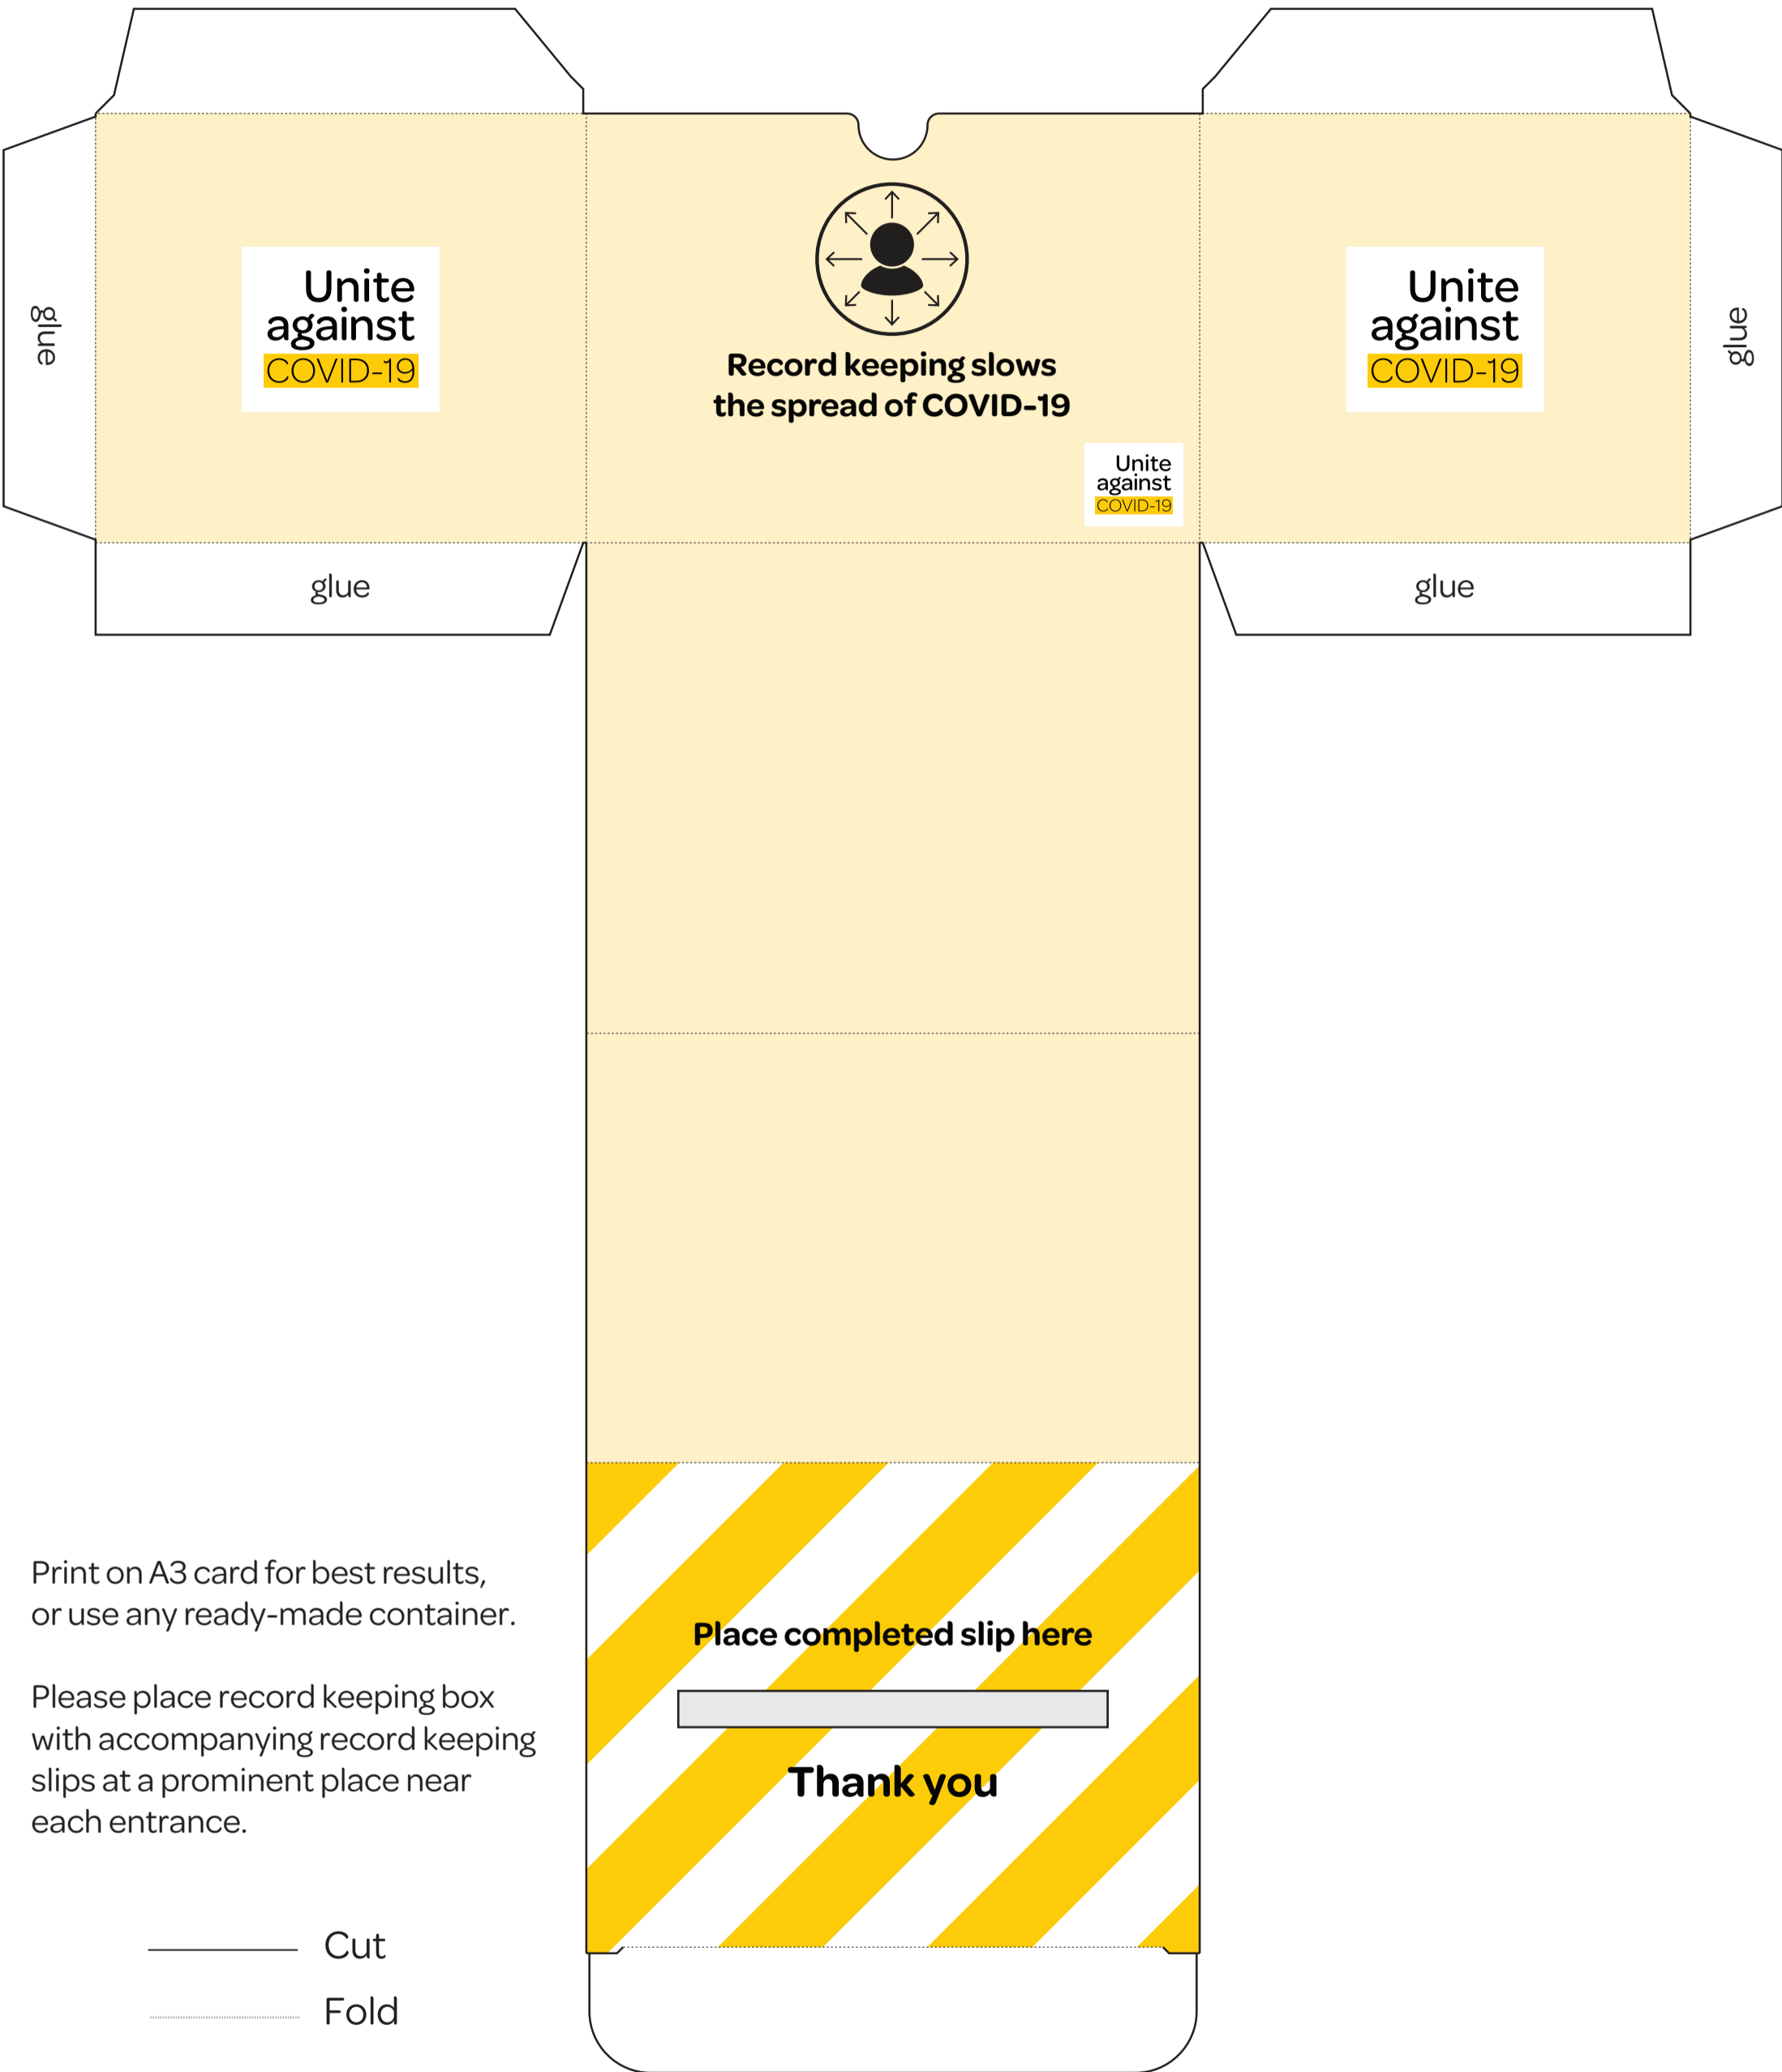 Unite
against
COVID-19
Record keeping slows
the spread of COVID-19
Unite
against
COVID-19
Unite
against
COVID-19
glue
glue
glue
glue
Place completed slip here
Thank you
Print on A3 card for best results,
or use any ready-made container.
Please place record keeping box
with accompanying record keeping
slips at a prominent place near
each entrance.
Cut
Fold